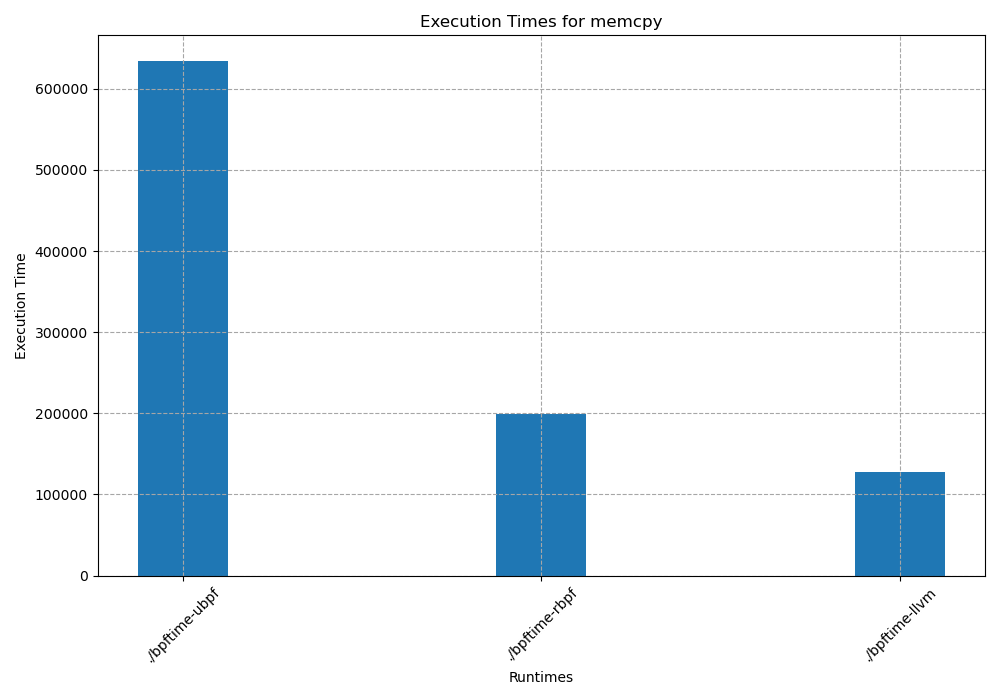 Execution Times for memcpy
Execution Time
600000
500000
400000
300000
200000
100000
0
./bpftime-ubpf
./bpftime-rbpf
./bpftime-llvm
Runtimes